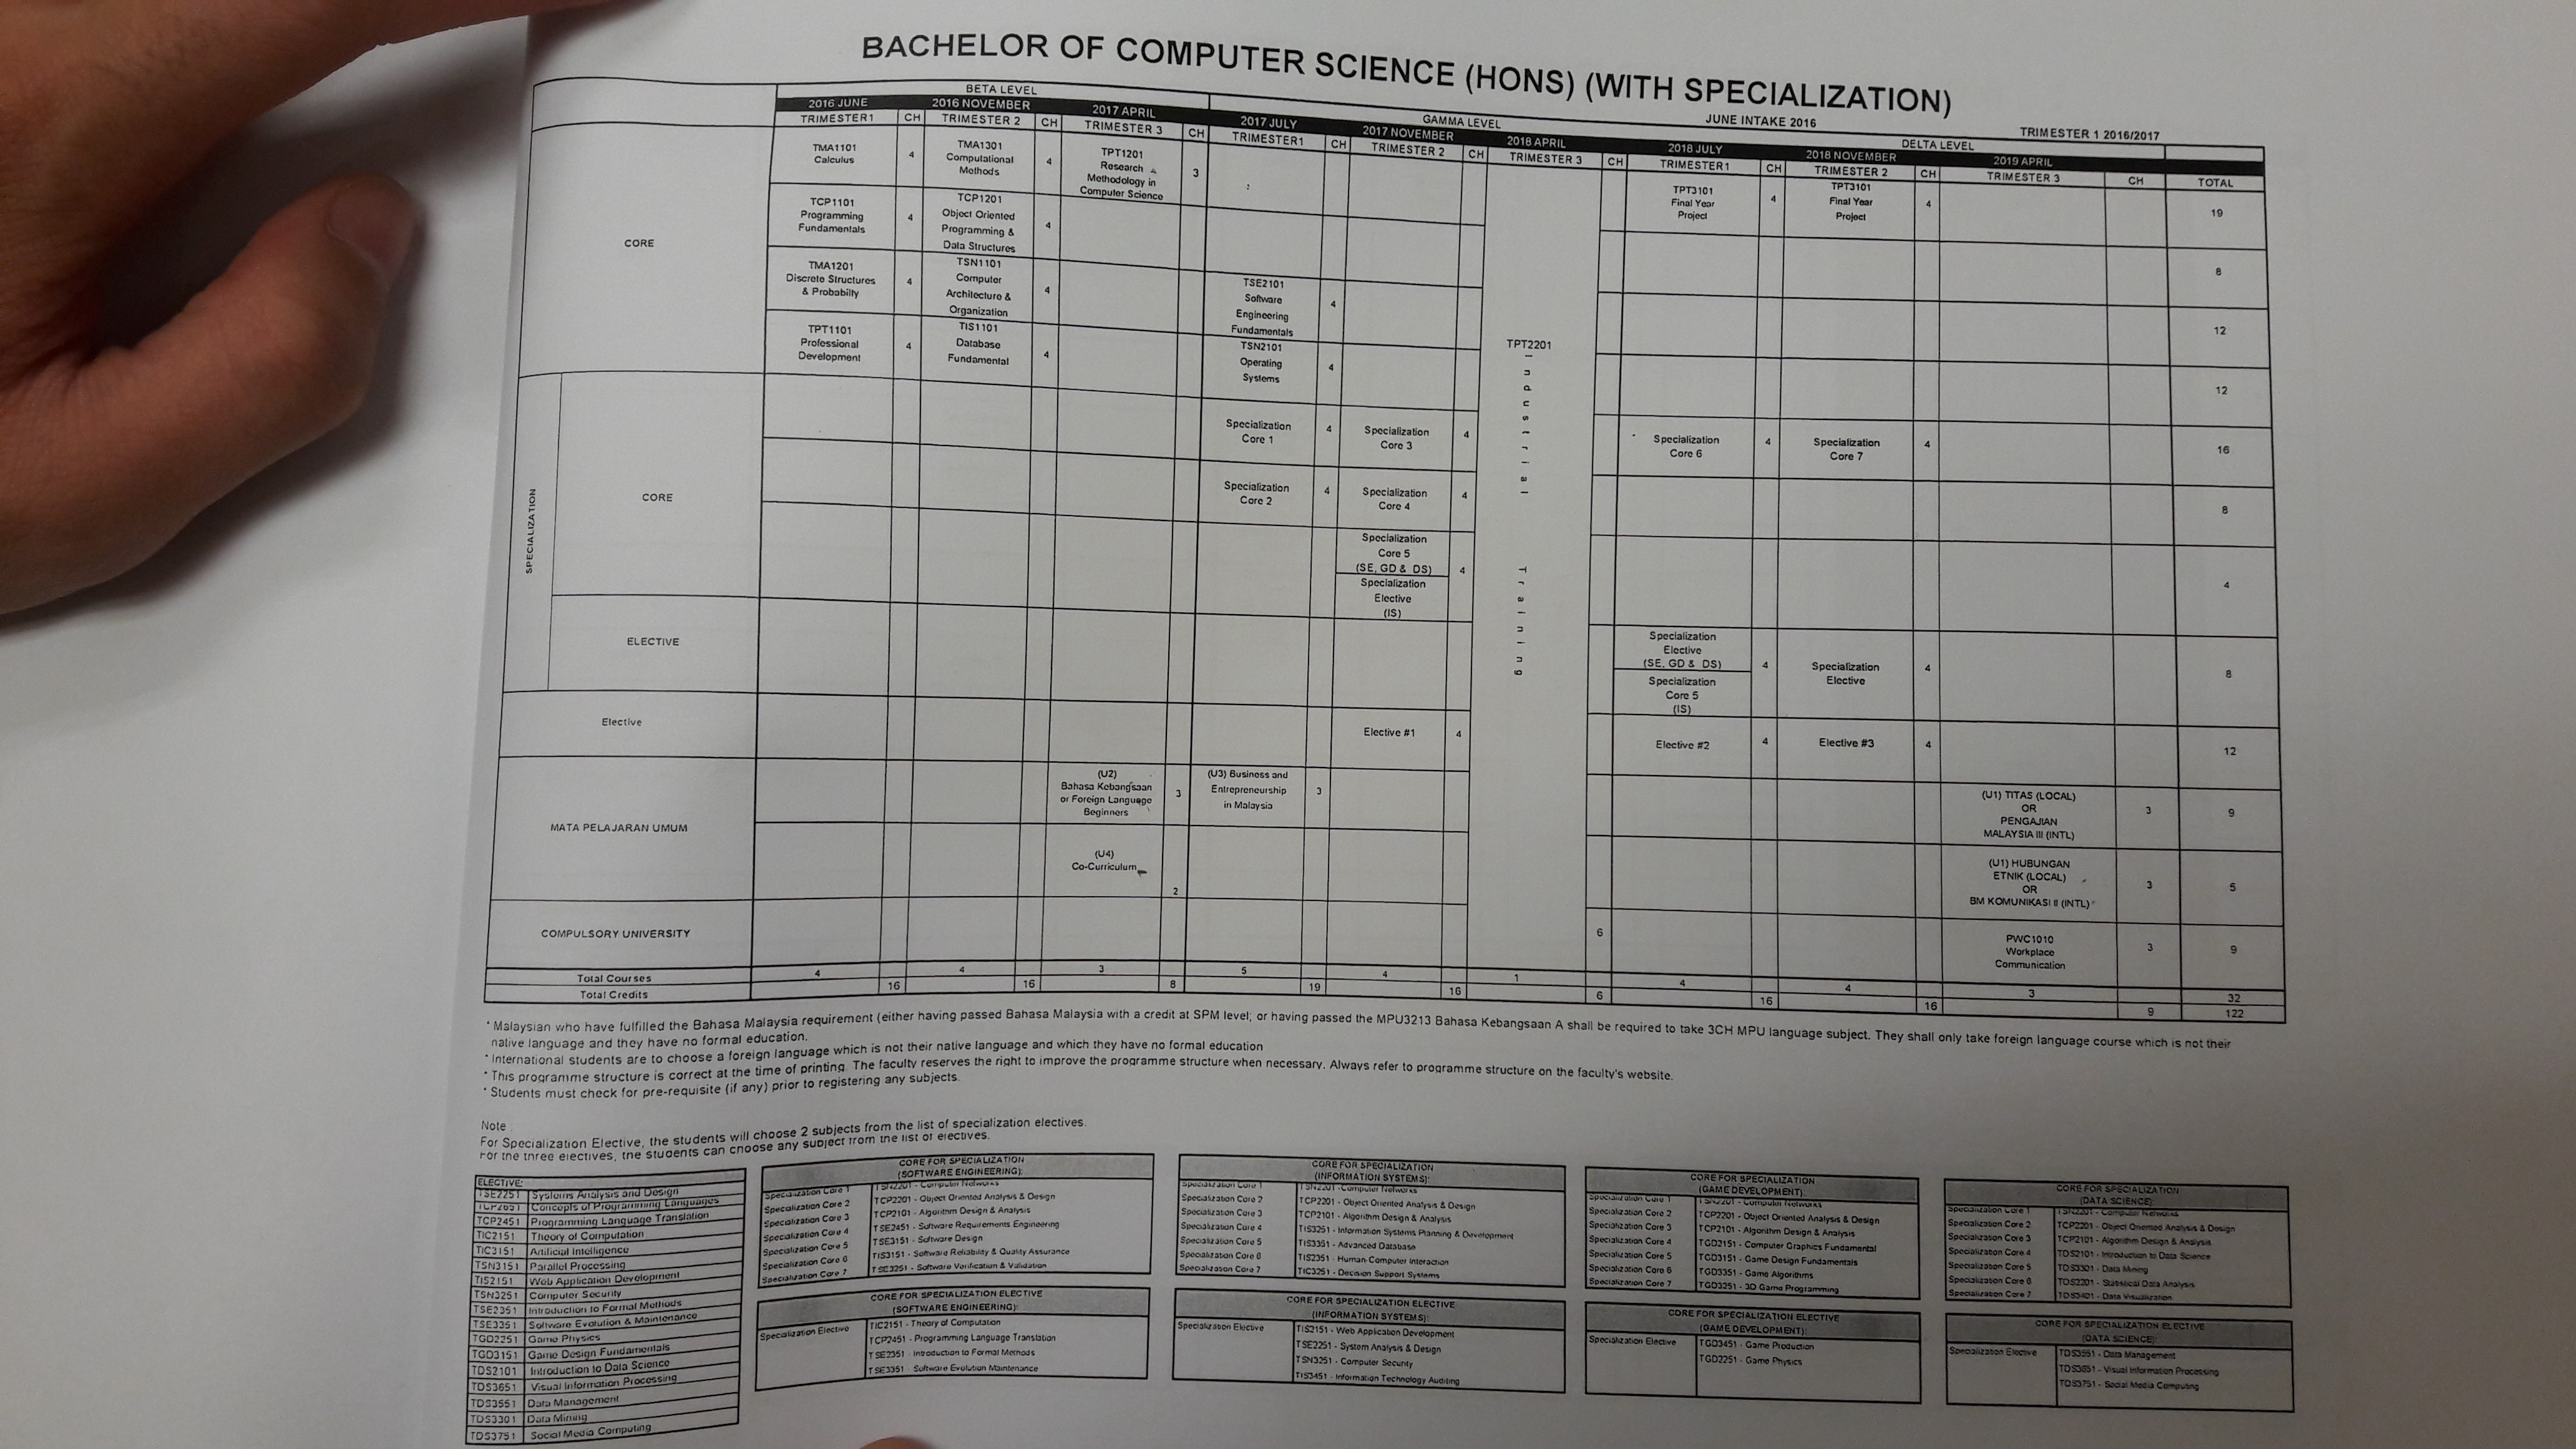 BACHELOR OF COMPUTER SCIENCE (HONS) (WITH SPECIALIZATION)
JUNE INTAKE 2016
TRIMESTER 1 2016/2017
BETA LEVEL GAMMA LEVEL DELTA LEVEL
2016 JUNE 2016 NOVEMBER 2017 APRIL 2017 JULY 2017 NOVEMBER 2018 APRIL 2018 JULY 2018 NOVEMBER 2019 APRIL
TRIMESTER1 CH TRIMESTER 2 CH TRIMESTER 3 CH TRIMESTER1 CH TRIMESTER 2 CH TRIMESTER 3 CH TRIMESTER1 CH TRIMESTER 2 CH TRIMESTER 3 CH TOTAL
CORE
TMA1101
Calculus
4
TMA1301
Computational
Methods
4
TPT1201
Research
Methodology in
Computer Science
3
TPT3101
Final Year
Project
4
TPT3101
Final Year
Project
4
19
TCP1101
Programming
Fundamentals
4
TCP1201
Object Oriented
Programming &
Data Structures
4
8
TMA1201
Discrete Structures
& Probabilty
4
TSN1101
Computer
Architecture &
Organization
4
TSE2101
Software
Engineering
Fundamentals
4
12
TPT1101
Professional
Development
4
TIS1101
Database
Fundamental
4
TSN2101
Operating
Systems
4
12
TPT2201
Industrial Training
6
SPECIALIZATION
CORE
Specialization
Core 1
4
Specialization
Core 3
4
Specialization
Core 6
4
Specialization
Core 7
4
16
Specialization
Core 2
4
Specialization
Core 4
4
8
Specialization
Core 5
(SE, GD & DS)
Specialization
Elective
(IS)
4
4
ELECTIVE
Specialization
Elective
(SE, GD & DS)
Specialization
Core 5
(IS)
4
Specialization
Elective
4
8
Elective
Elective #1
4
Elective #2
4
Elective #3
4
12
MATA PELAJARAN UMUM
(U2)
Bahasa Kebangsaan
or Foreign Language
Beginners
3
(U3) Business and
Entrepreneurship
in Malaysia
3
(U1) TITAS (LOCAL)
OR
PENGAJIAN
MALAYSIA III (INTL)
3
9
(U4)
Co-Curriculum
2
(U1) HUBUNGAN
ETNIK (LOCAL)
OR
BM KOMUNIKASI II (INTL)*
3
5
COMPULSORY UNIVERSITY
PWC1010
Workplace
Communication
3
9
Total Courses 4 4 3 5 4 1 4 4 3 32
Total Credits 16 16 8 19 16 6 16 16 9 122
* Malaysian who have fulfilled the Bahasa Malaysia requirement (either having passed Bahasa Malaysia with a credit at SPM level; or having passed the MPU3213 Bahasa Kebangsaan A shall be required to take 3CH MPU language subject. They shall only take foreign language course which is not their
native language and they have no formal education.
* International students are to choose a foreign language which is not their native language and which they have no formal education
* This programme structure is correct at the time of printing. The faculty reserves the right to improve the programme structure when necessary. Always refer to programme structure on the faculty's website.
* Students must check for pre-requisite (if any) prior to registering any subjects.
Note :
For Specialization Elective, the students will choose 2 subjects from the list of specialization electives.
For the three electives, the students can choose any subject from the list of electives.
ELECTIVE:
TSE2251 Systems Analysis and Design
TCP2651 Concepts of Programming Languages
TCP2451 Programming Language Translation
TIC2151 Theory of Computation
TIC3151 Artificial Intelligence
TSN3151 Parallel Processing
TIS2151 Web Application Development
TSN3251 Computer Security
TSE2351 Introduction to Formal Methods
TSE3351 Software Evolution & Maintenance
TGD2251 Game Physics
TGD3151 Game Design Fundamentals
TDS2101 Introduction to Data Science
TDS3651 Visual Information Processing
TDS3551 Data Management
TDS3301 Data Mining
TDS3751 Social Media Computing
CORE FOR SPECIALIZATION
(SOFTWARE ENGINEERING):
Specialization Core 1 TSN2201 - Computer Networks
Specialization Core 2 TCP2201 - Object Oriented Analysis & Design
Specialization Core 3 TCP2101 - Algorithm Design & Analysis
Specialization Core 4 TSE2451 - Software Requirements Engineering
Specialization Core 5 TSE3151 - Software Design
Specialization Core 6 TIS3151 - Software Reliability & Quality Assurance
Specialization Core 7 TSE3251 - Software Verification & Validation
CORE FOR SPECIALIZATION ELECTIVE
(SOFTWARE ENGINEERING):
Specialization Elective TIC2151 - Theory of Computation
TCP2451 - Programming Language Translation
TSE2351 - Introduction to Formal Methods
TSE3351 - Software Evolution Maintenance
CORE FOR SPECIALIZATION
(INFORMATION SYSTEMS):
Specialization Core 1 TSN2201 - Computer Networks
Specialization Core 2 TCP2201 - Object Oriented Analysis & Design
Specialization Core 3 TCP2101 - Algorithm Design & Analysis
Specialization Core 4 TIS3251 - Information Systems Planning & Development
Specialization Core 5 TIS3351 - Advanced Database
Specialization Core 6 TIS2351 - Human Computer Interaction
Specialization Core 7 TIC3251 - Decision Support Systems
CORE FOR SPECIALIZATION ELECTIVE
(INFORMATION SYSTEMS):
Specialization Elective TIS2151 - Web Application Development
TSE2251 - System Analysis & Design
TSN3251 - Computer Security
TIS3451 - Information Technology Auditing
CORE FOR SPECIALIZATION
(GAME DEVELOPMENT):
Specialization Core 1 TSN2201 - Computer Networks
Specialization Core 2 TCP2201 - Object Oriented Analysis & Design
Specialization Core 3 TCP2101 - Algorithm Design & Analysis
Specialization Core 4 TGD2151 - Computer Graphics Fundamental
Specialization Core 5 TGD3151 - Game Design Fundamentals
Specialization Core 6 TGD3351 - Game Algorithms
Specialization Core 7 TGD3251 - 3D Game Programming
CORE FOR SPECIALIZATION ELECTIVE
(GAME DEVELOPMENT):
Specialization Elective TGD3451 - Game Production
TGD2251 - Game Physics
CORE FOR SPECIALIZATION
(DATA SCIENCE):
Specialization Core 1 TSN2201 - Computer Networks
Specialization Core 2 TCP2201 - Object Oriented Analysis & Design
Specialization Core 3 TCP2101 - Algorithm Design & Analysis
Specialization Core 4 TDS2101 - Introduction to Data Science
Specialization Core 5 TDS3301 - Data Mining
Specialization Core 6 TDS2201 - Statistical Data Analysis
Specialization Core 7 TDS3401 - Data Visualization
CORE FOR SPECIALIZATION ELECTIVE
(DATA SCIENCE):
Specialization Elective TDS3551 - Data Management
TDS3651 - Visual Information Processing
TDS3751 - Social Media Computing